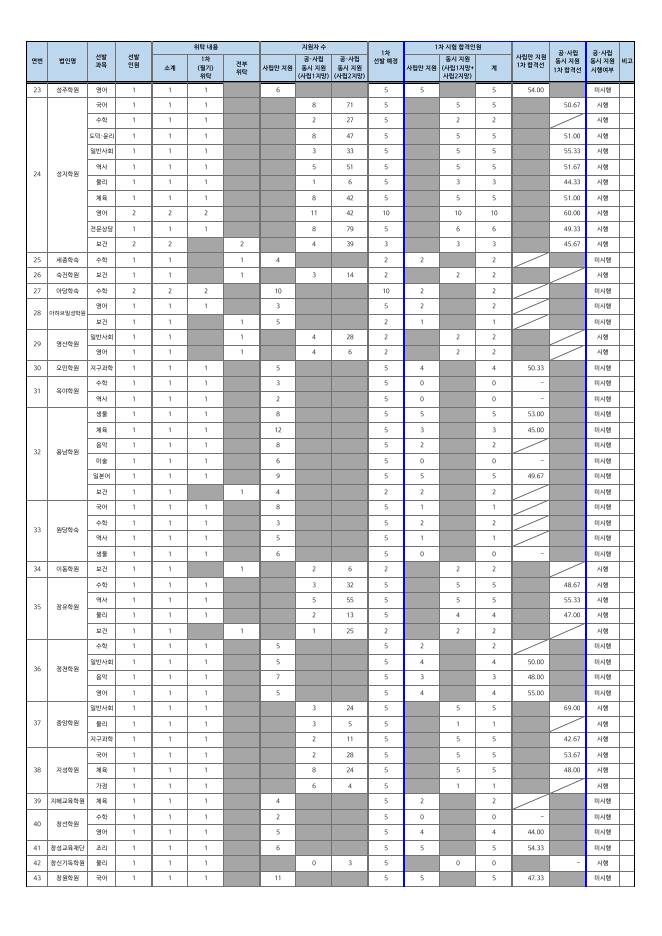 연번 법인명 선발 과목 선발 인원 위탁 내용 지원자 수 1차 선발 예정 1차 시험 합격인원 사립만 지원 1차 합격선 공·사립 동시 지원 1차 합격선 공·사립 동시 지원 시행여부 비고
소계 1차 (필기) 위탁 전부 위탁 사립만 지원 공·사립 동시 지원 (사립1지망) 공·사립 동시 지원 (사립2지망) 사립만 지원 동시 지원 (사립1지망+ 사립2지망) 계
23 성주학원 영어 1 1 1 6 5 5 5 54.00 미시행
24 성지학원 국어 1 1 1 8 71 5 5 5 50.67 시행
수학 1 1 1 2 27 5 2 2 시행
도덕·윤리 1 1 1 8 47 5 5 5 51.00 시행
일반사회 1 1 1 3 33 5 5 5 55.33 시행
역사 1 1 1 5 51 5 5 5 51.67 시행
물리 1 1 1 1 6 5 3 3 44.33 시행
체육 1 1 1 8 42 5 5 5 51.00 시행
영어 2 2 2 11 42 10 10 10 60.00 시행
전문상담 1 1 1 8 79 5 6 6 49.33 시행
보건 2 2 2 4 39 3 3 3 45.67 시행
25 세종학숙 수학 1 1 1 4 2 2 2 미시행
26 숙진학원 보건 1 1 1 3 14 2 2 2 시행
27 아당학숙 수학 2 2 2 10 10 2 2 미시행
28 영어 1 1 1 3 5 2 2 미시행
보건 1 1 1 5 2 1 1 미시행
29 영산학원 일반사회 1 1 1 4 28 2 2 2 시행
영어 1 1 1 4 6 2 2 2 시행
30 오민학원 지구과학 1 1 1 5 5 4 4 50.33 미시행
31 옥야학원 수학 1 1 1 3 5 0 0 - 미시행
역사 1 1 1 2 5 0 0 - 미시행
32 용남학원 생물 1 1 1 8 5 5 5 53.00 미시행
체육 1 1 1 12 5 3 3 45.00 미시행
음악 1 1 1 8 5 2 2 미시행
미술 1 1 1 6 5 0 0 - 미시행
일본어 1 1 1 9 5 5 5 49.67 미시행
보건 1 1 1 4 2 2 2 미시행
33 원당학숙 국어 1 1 1 8 5 1 1 미시행
수학 1 1 1 3 5 2 2 미시행
역사 1 1 1 5 5 1 1 미시행
생물 1 1 1 6 5 0 0 - 미시행
34 이동학원 보건 1 1 1 2 6 2 2 2 시행
35 장유학원 수학 1 1 1 3 32 5 5 5 48.67 시행
역사 1 1 1 5 55 5 5 5 55.33 시행
물리 1 1 1 2 13 5 4 4 47.00 시행
보건 1 1 1 1 25 2 2 2 시행
36 정천학원 수학 1 1 1 5 5 2 2 미시행
일반사회 1 1 1 5 5 4 4 50.00 미시행
음악 1 1 1 7 5 3 3 48.00 미시행
영어 1 1 1 5 5 4 4 55.00 미시행
37 중앙학원 일반사회 1 1 1 3 24 5 5 5 69.00 시행
물리 1 1 1 3 5 5 1 1 시행
지구과학 1 1 1 2 11 5 5 5 42.67 시행
38 지성학원 국어 1 1 1 2 28 5 5 5 53.67 시행
체육 1 1 1 8 24 5 5 5 48.00 시행
가정 1 1 1 6 4 5 1 1 시행
39 지혜교육학원 체육 1 1 1 4 5 2 2 미시행
40 창선학원 수학 1 1 1 2 5 0 0 - 미시행
영어 1 1 1 5 5 4 4 44.00 미시행
41 창성교육재단 조리 1 1 1 6 5 5 5 54.33 미시행
42 창신기독학원 물리 1 1 1 0 3 5 0 0 - 시행
43 창원학원 국어 1 1 1 11 5 5 5 47.33 미시행